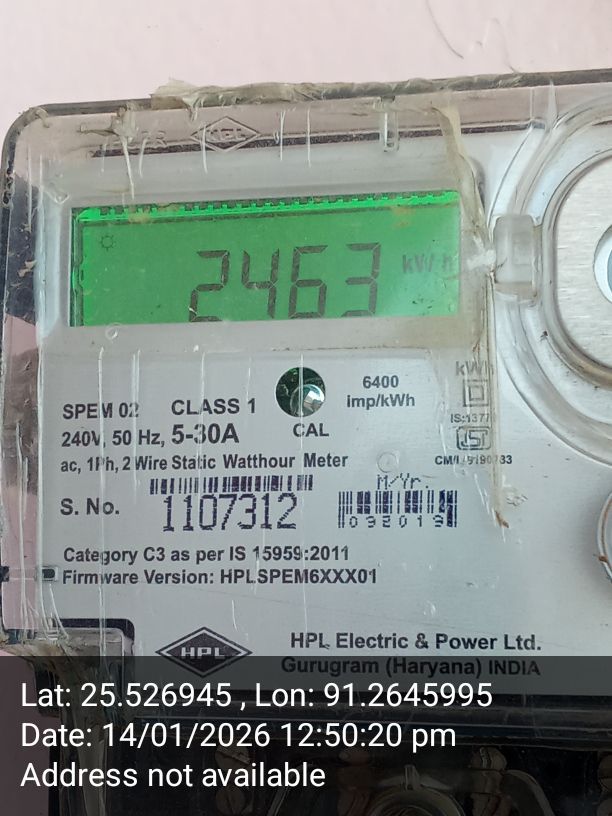 HPL
2463 kWh
6400
imp/kWh
kWh
SPEM 02 CLASS 1
240V, 50 Hz, 5-30A
CAL
ac, 1Ph, 2 Wire Static Watthour Meter
S. No. 1107312
M/Yr.
092019
Category C3 as per IS 15959:2011
Firmware Version: HPLSPEM6XXX01
HPL
HPL Electric & Power Ltd.
Gurugram (Haryana) INDIA
Lat: 25.526945 , Lon: 91.2645995
Date: 14/01/2026 12:50:20 pm
Address not available